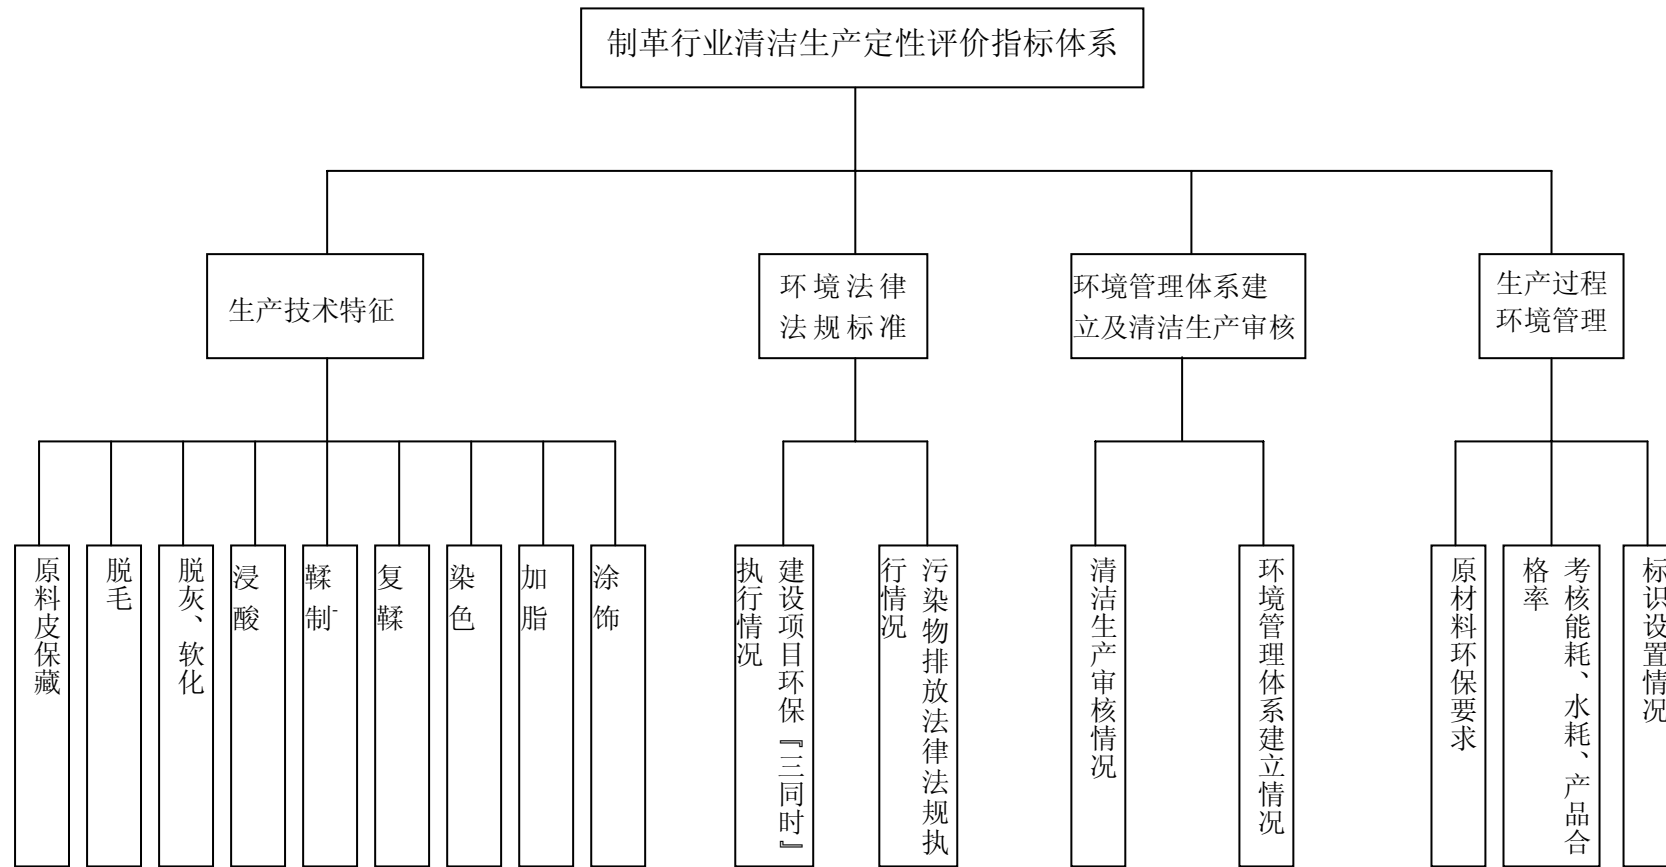 制革行业清洁生产定性评价指标体系
生产技术特征
环境法律
法规标准
环境管理体系建
立及清洁生产审核
生产过程
环境管理
原料皮保藏
脱毛
脱灰、软化
浸酸
鞣制
复鞣
染色
加脂
涂饰
建设项目环保『三同时』
执行情况
污染物排放法律法规执
行情况
清洁生产审核情况
环境管理体系建立情况
原材料环保要求
考核能耗、水耗、产品合
格率
标识设置情况